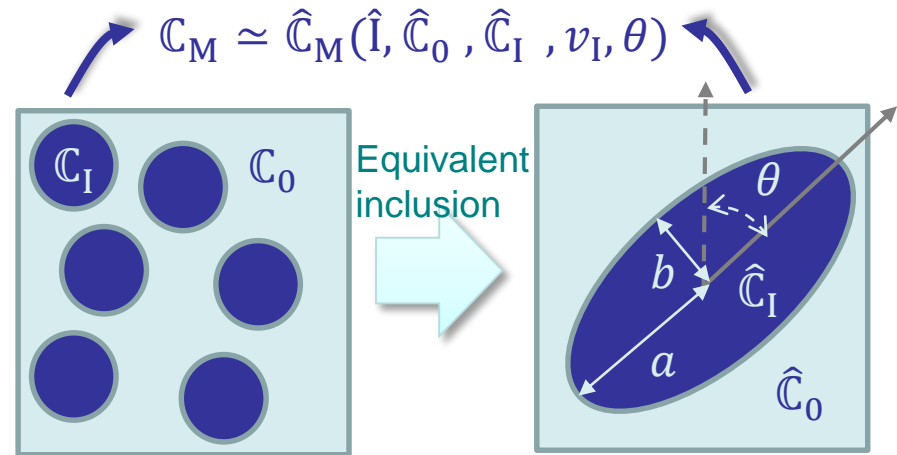 ℂ_M ≃ ℂ̂_M(Î, ℂ̂_0 , ℂ̂_I , v_I, θ)
ℂ_I
ℂ_0
Equivalent
inclusion
θ
b
ℂ̂_I
a
ℂ̂_0